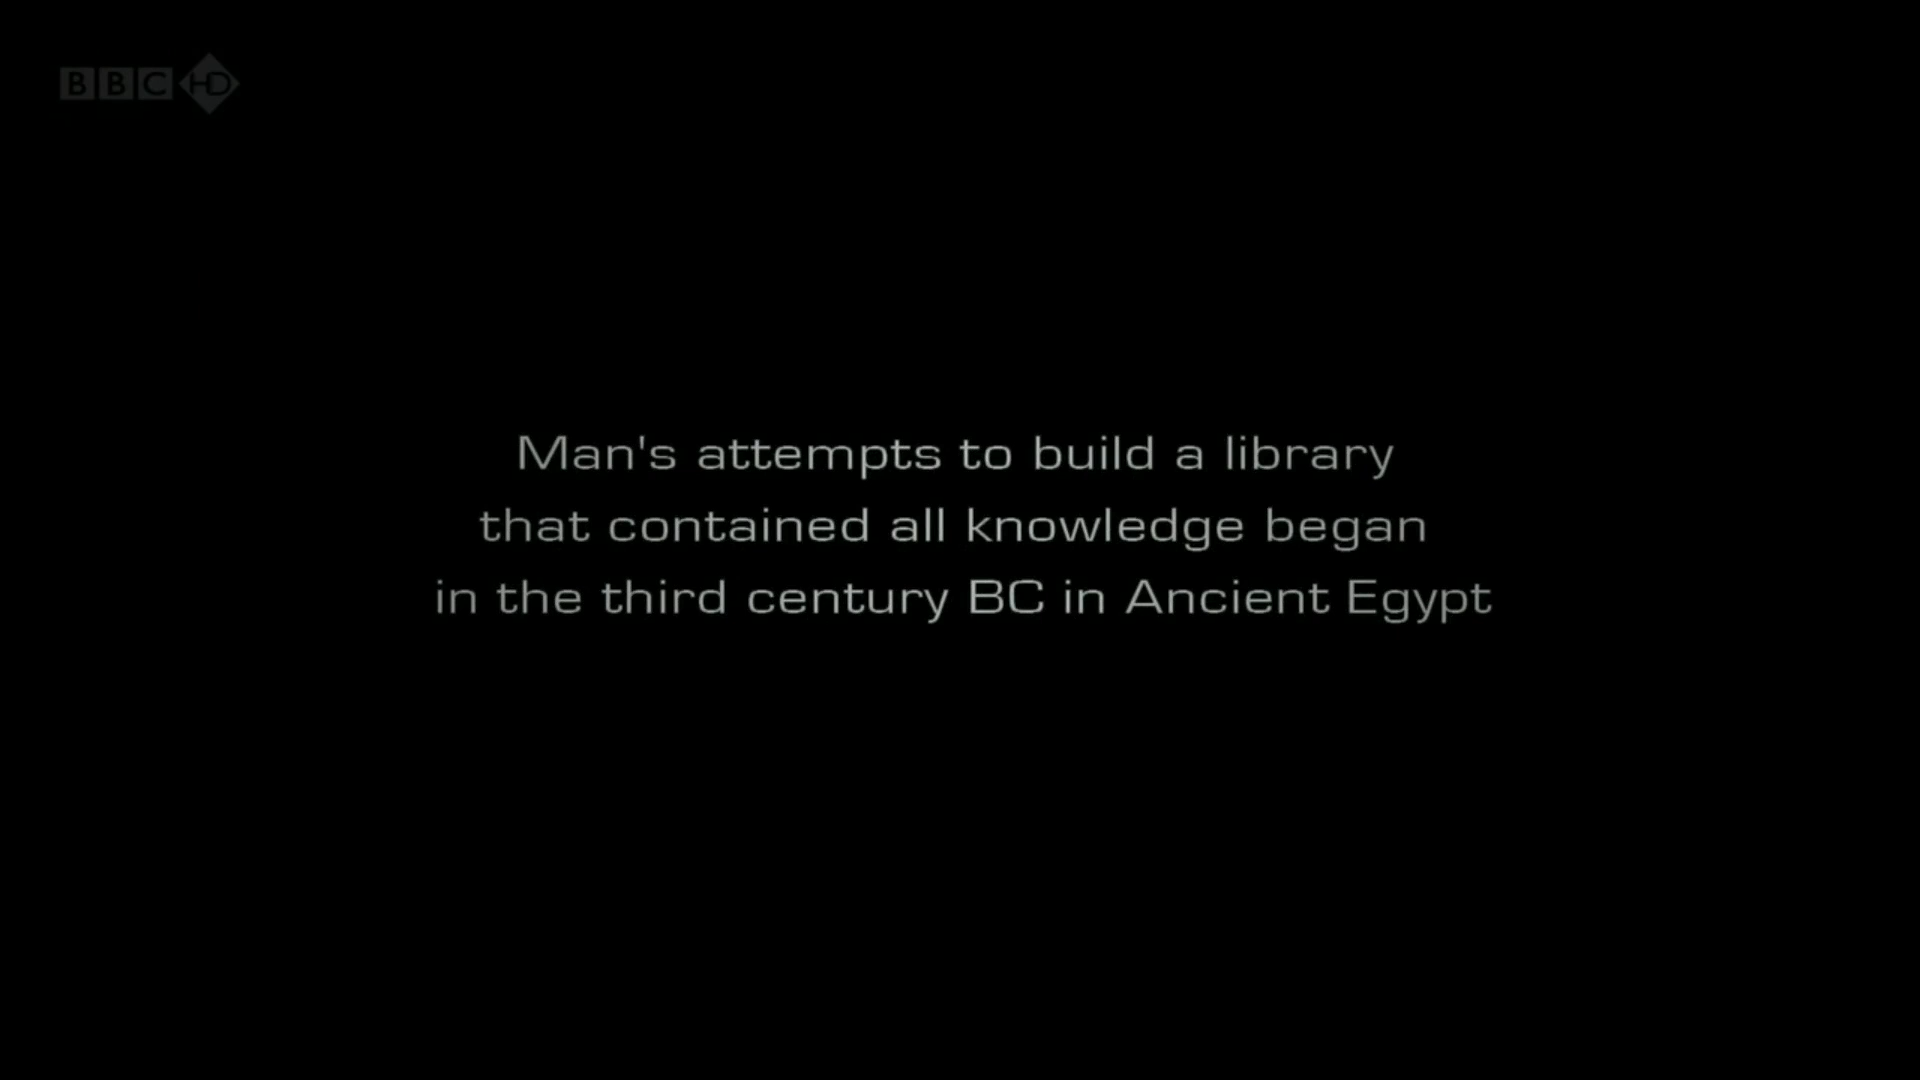 BBC HD
Man's attempts to build a library
that contained all knowledge began
in the third century BC in Ancient Egypt